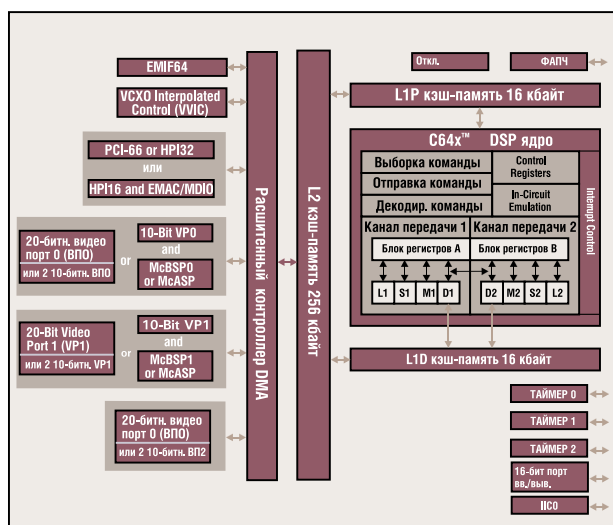 EMIF64
VCXO Interpolated
Control (VVIC)
PCI-66 or HPI32
или
HPI16 and EMAC/MDIO
20-битн. видео
порт 0 (ВПО)
или 2 10-битн. ВПО
or
10-Bit VP0
and
McBSP0
or McASP
20-Bit Video
Port 1 (VP1)
или 2 10-битн. VP1
or
10-Bit VP1
and
McBSP1
or McASP
20-битн. видео
порт 0 (ВПО)
или 2 10-битн. ВП2
Расшитенный контроллер DMA
L2 кэш-память 256 кбайт
Откл.
ФАПЧ
L1P кэш-память 16 кбайт
C64x™ DSP ядро
Выборка команды
Отправка команды
Декодир. команды
Control
Registers
In-Circuit
Emulation
Interrupt Control
Канал передачи 1
Канал передачи 2
Блок регистров A
Блок регистров B
L1 S1 M1 D1
D2 M2 S2 L2
L1D кэш-память 16 кбайт
ТАЙМЕР 0
ТАЙМЕР 1
ТАЙМЕР 2
16-бит порт
вв./выв.
IIC0